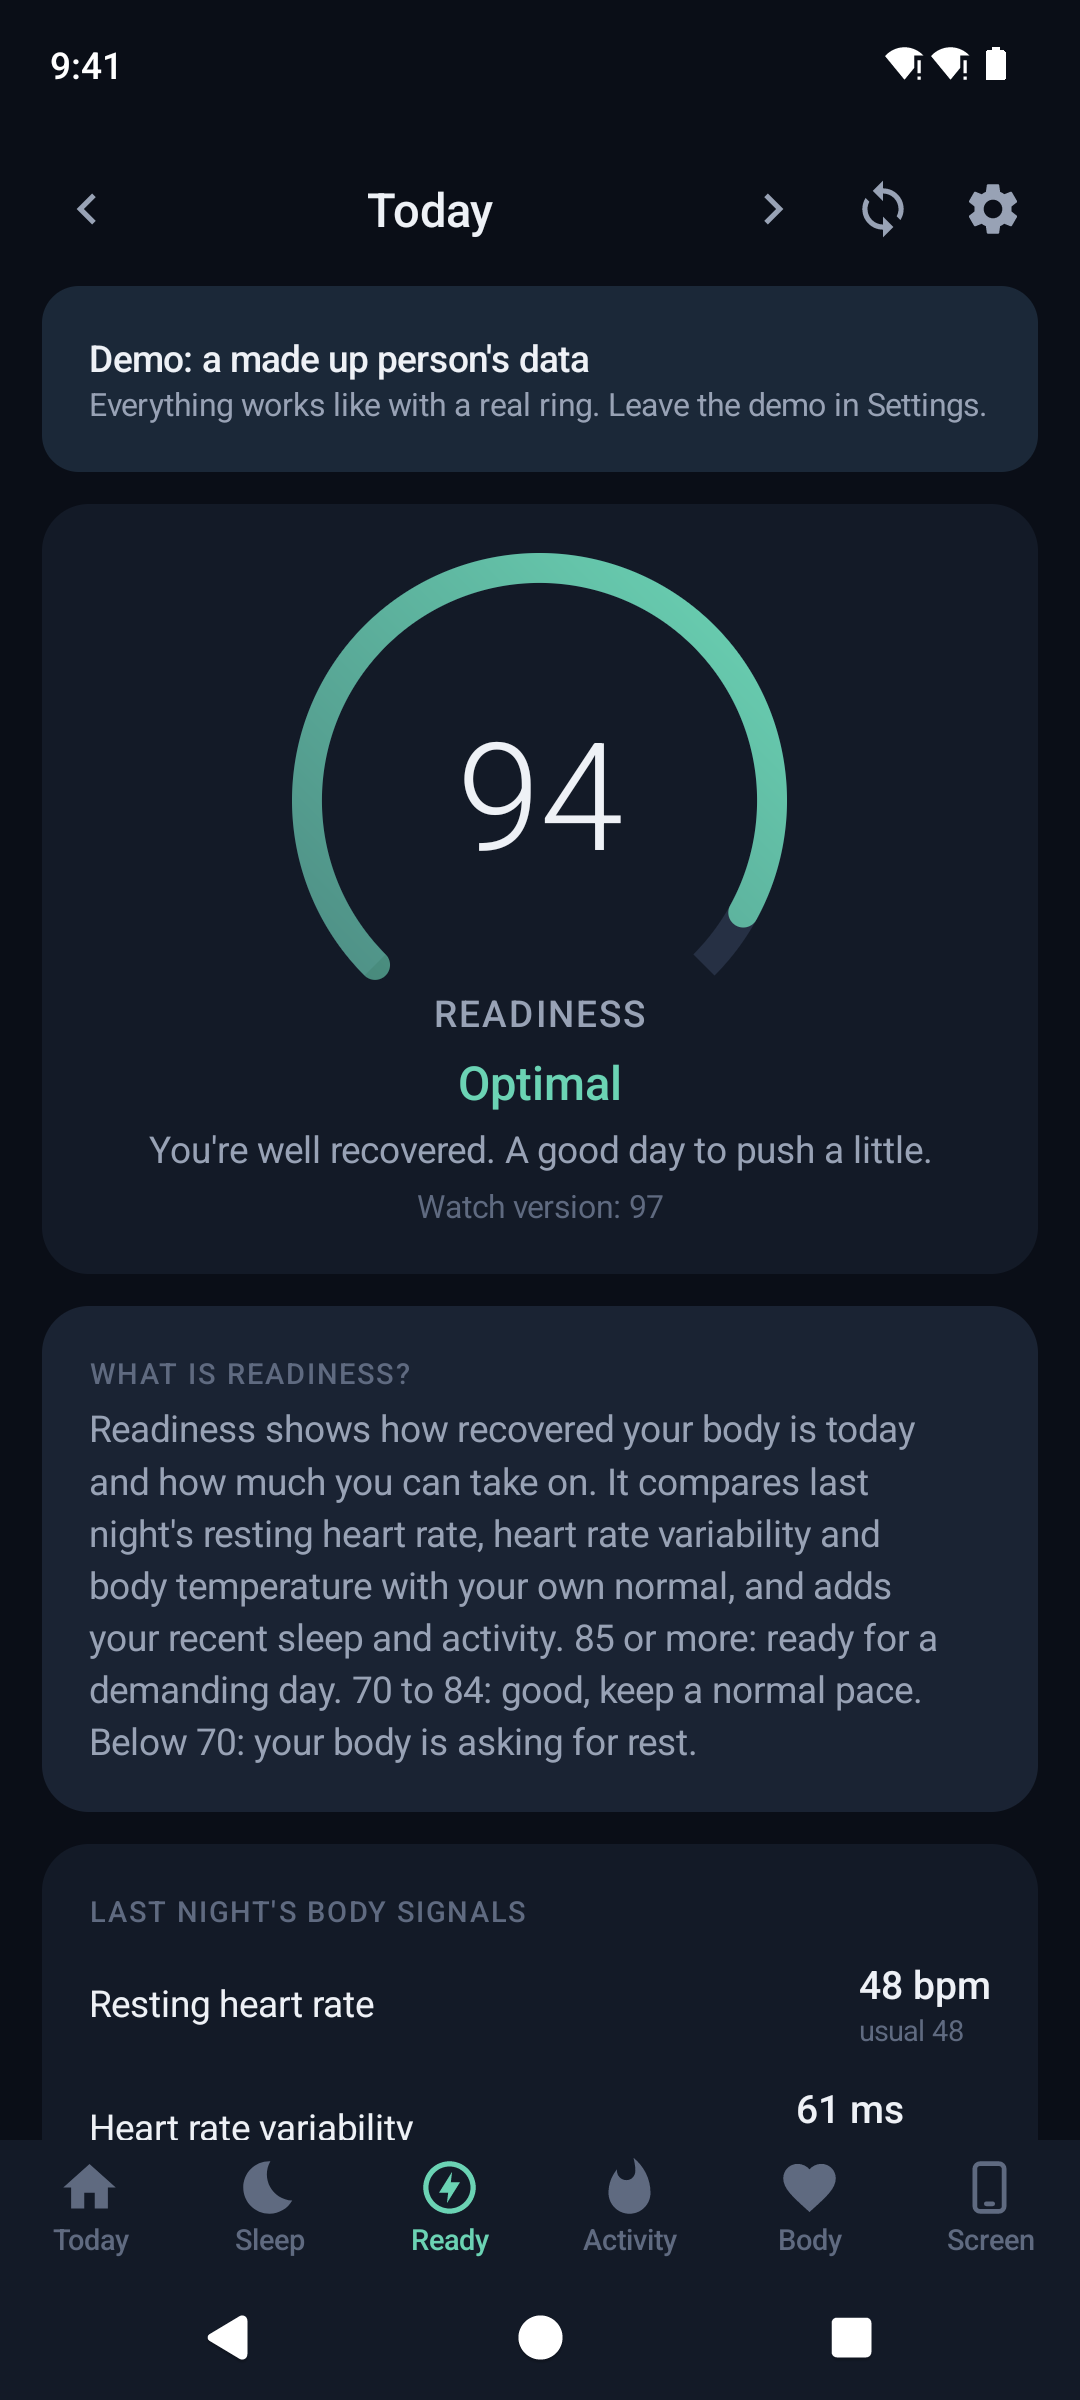 9:41
Today
Demo: a made up person's data
Everything works like with a real ring. Leave the demo in Settings.
94
READINESS
Optimal
You're well recovered. A good day to push a little.
Watch version: 97
WHAT IS READINESS?
Readiness shows how recovered your body is today
and how much you can take on. It compares last
night's resting heart rate, heart rate variability and
body temperature with your own normal, and adds
your recent sleep and activity. 85 or more: ready for a
demanding day. 70 to 84: good, keep a normal pace.
Below 70: your body is asking for rest.
LAST NIGHT'S BODY SIGNALS
Resting heart rate
48 bpm
usual 48
Heart rate variability
61 ms
Today
Sleep
Ready
Activity
Body
Screen